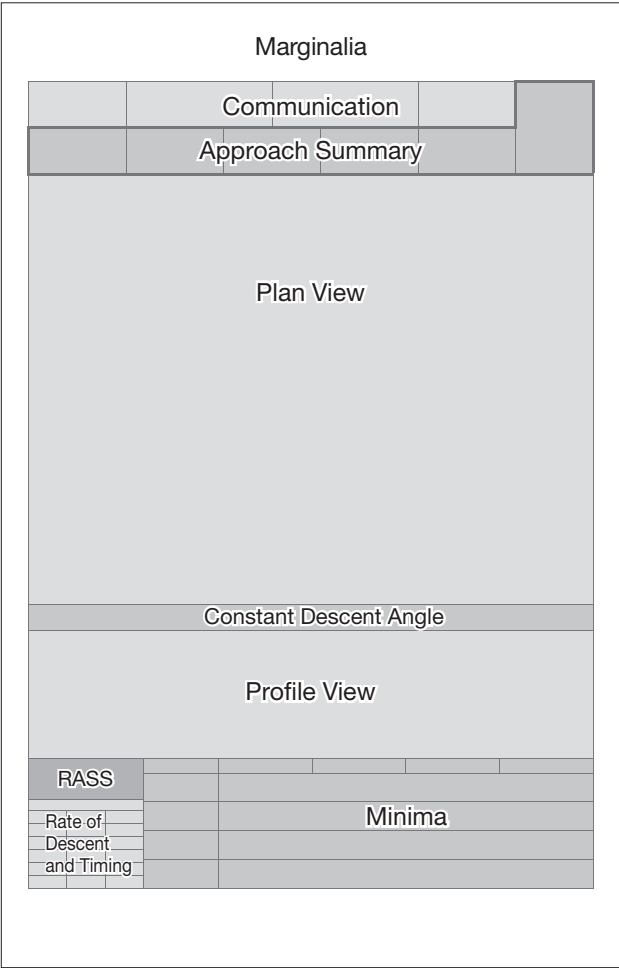 Marginalia
Communication
Approach Summary
Plan View
Constant Descent Angle
Profile View
RASS
Minima
Rate of
Descent
and Timing